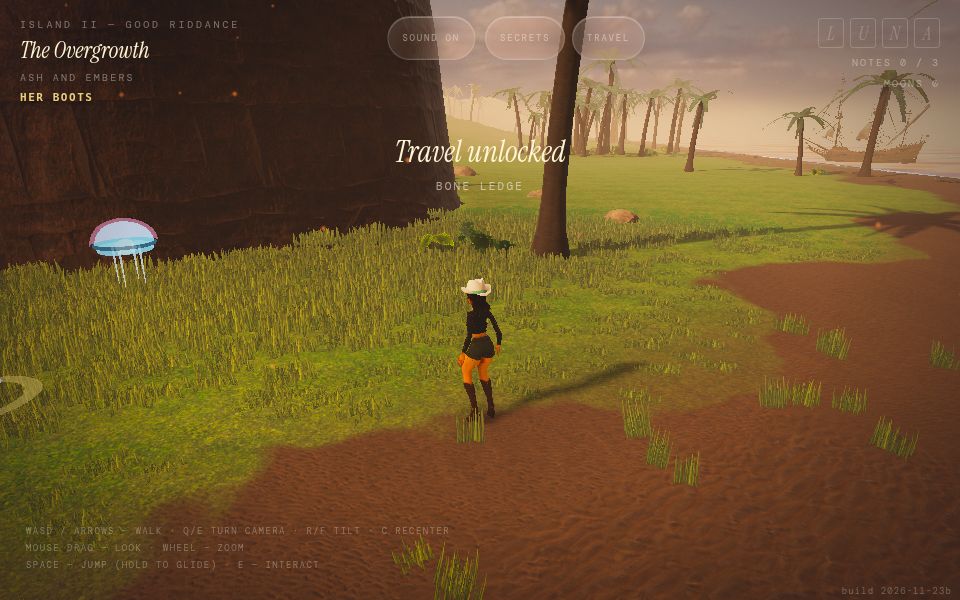 ISLAND II — GOOD RIDDANCE
The Overgrowth
ASH AND EMBERS
HER BOOTS
SOUND ON
SECRETS
TRAVEL
L U N A
NOTES 0 / 3
MOONS 0
Travel unlocked
BONE LEDGE
WASD / ARROWS — WALK · Q/E TURN CAMERA · R/F TILT · C RECENTER
MOUSE DRAG — LOOK · WHEEL — ZOOM
SPACE — JUMP (HOLD TO GLIDE) · E — INTERACT
build 2026-11-23b